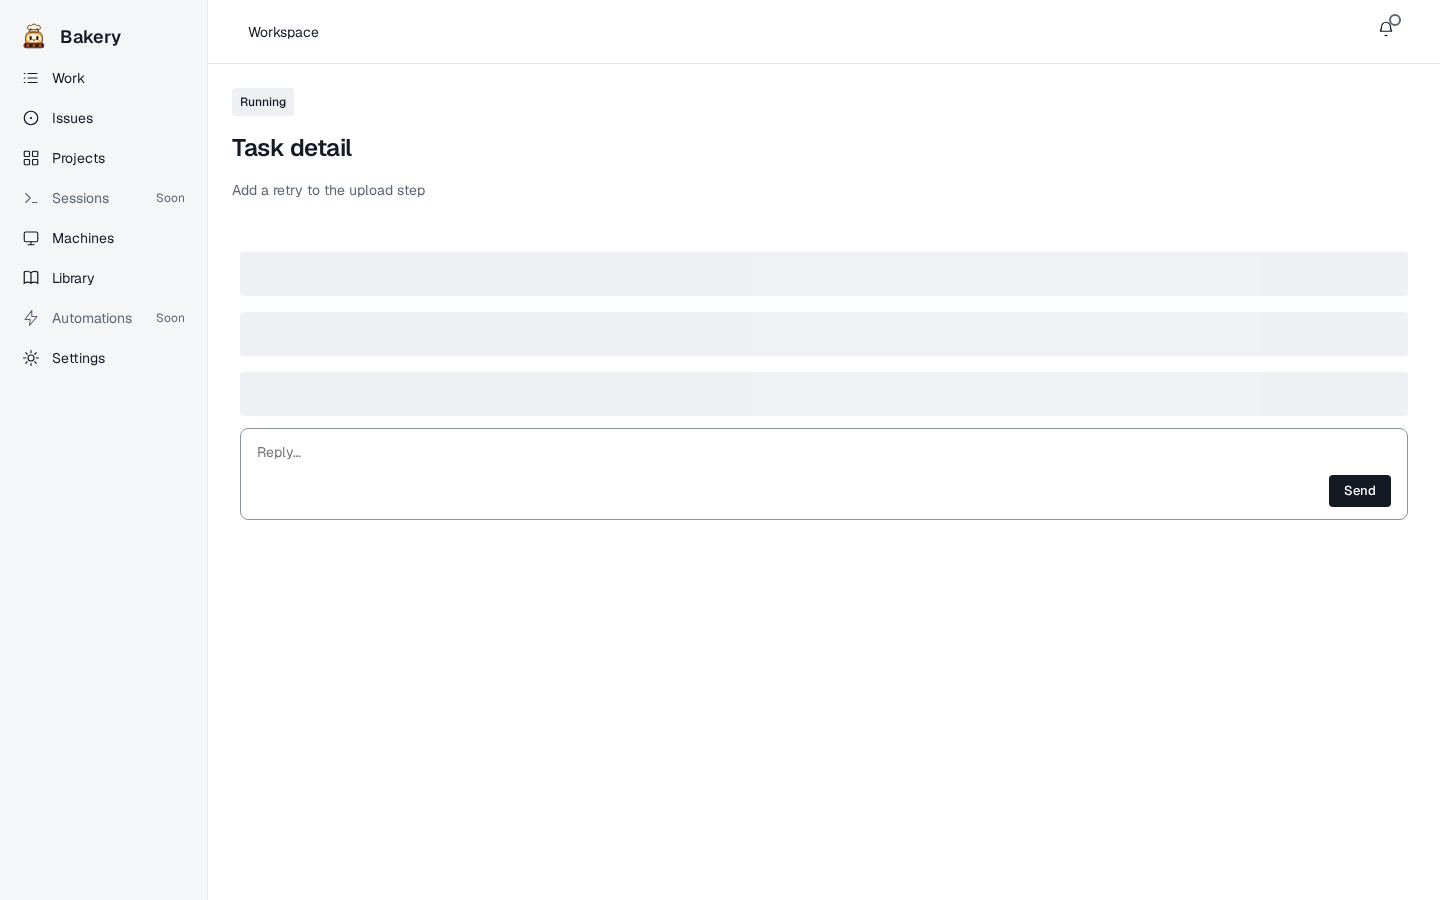 Bakery
Work
Issues
Projects
Sessions Soon
Machines
Library
Automations Soon
Settings
Workspace
Running
Task detail
Add a retry to the upload step
Reply…
Send